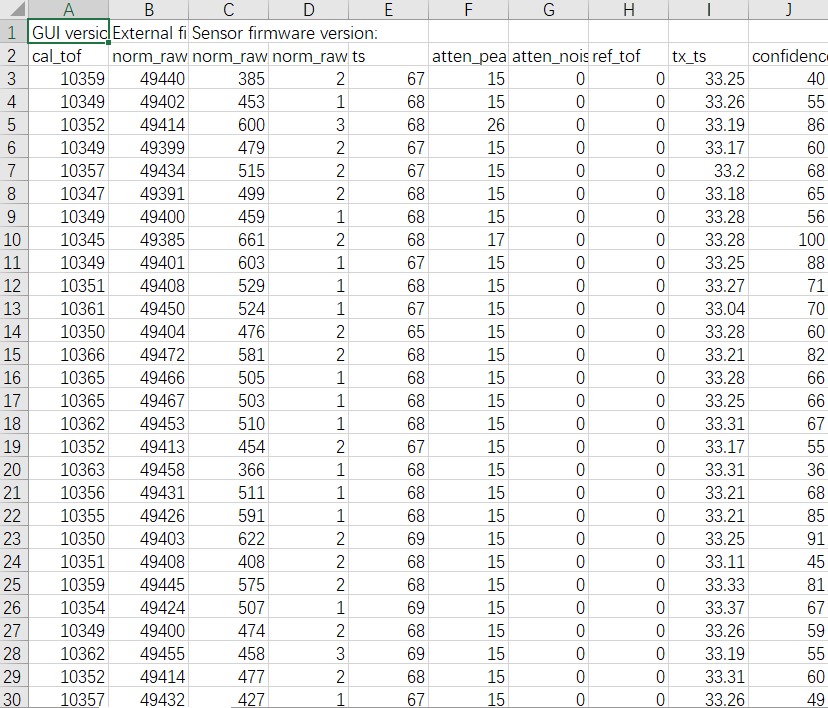 A B C D E F G H I J
1 GUI versic External fi Sensor firmware version:
2 cal_tof norm_raw norm_raw norm_raw ts atten_pea atten_nois ref_tof tx_ts confidenc
3 10359 49440 385 2 67 15 0 0 33.25 40
4 10349 49402 453 1 68 15 0 0 33.26 55
5 10352 49414 600 3 68 26 0 0 33.19 86
6 10349 49399 479 2 67 15 0 0 33.17 60
7 10357 49434 515 2 67 15 0 0 33.2 68
8 10347 49391 499 2 68 15 0 0 33.18 65
9 10349 49400 459 1 68 15 0 0 33.28 56
10 10345 49385 661 2 68 17 0 0 33.28 100
11 10349 49401 603 1 67 15 0 0 33.25 88
12 10351 49408 529 1 68 15 0 0 33.27 71
13 10361 49450 524 1 67 15 0 0 33.04 70
14 10350 49404 476 2 65 15 0 0 33.28 60
15 10366 49472 581 2 68 15 0 0 33.21 82
16 10365 49466 505 1 68 15 0 0 33.28 66
17 10365 49467 503 1 68 15 0 0 33.25 66
18 10362 49453 510 1 68 15 0 0 33.31 67
19 10352 49413 454 2 67 15 0 0 33.17 55
20 10363 49458 366 1 68 15 0 0 33.31 36
21 10356 49431 511 1 68 15 0 0 33.21 68
22 10355 49426 591 1 68 15 0 0 33.21 85
23 10350 49403 622 2 69 15 0 0 33.25 91
24 10351 49408 408 2 68 15 0 0 33.11 45
25 10359 49445 575 2 68 15 0 0 33.33 81
26 10354 49424 507 1 69 15 0 0 33.37 67
27 10349 49400 474 2 68 15 0 0 33.26 59
28 10362 49455 458 3 69 15 0 0 33.19 55
29 10352 49414 477 2 68 15 0 0 33.31 60
30 10357 49432 427 1 67 15 0 0 33.26 49